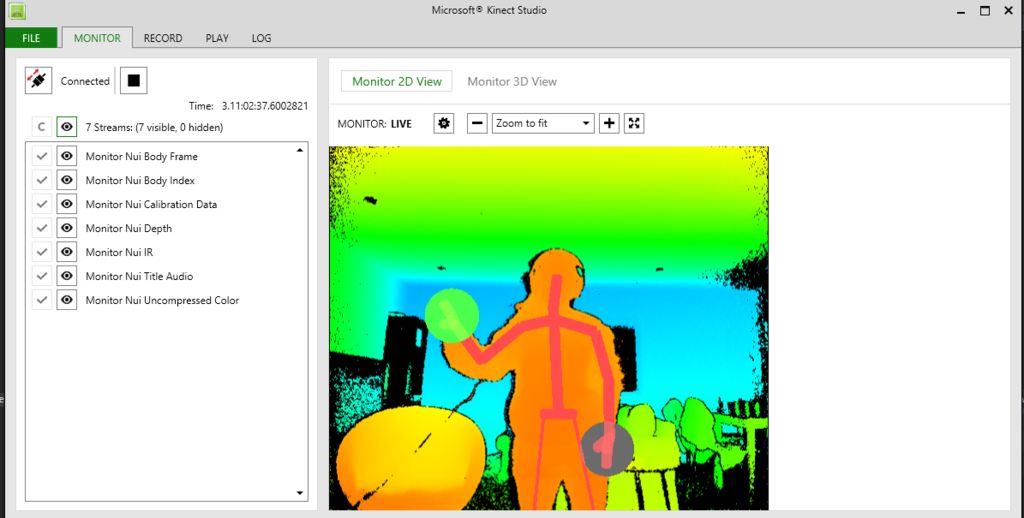 Microsoft® Kinect Studio
FILE MONITOR RECORD PLAY LOG
Connected
Time: 3.11:02:37.6002821
C 7 Streams: (7 visible, 0 hidden)
Monitor Nui Body Frame
Monitor Nui Body Index
Monitor Nui Calibration Data
Monitor Nui Depth
Monitor Nui IR
Monitor Nui Title Audio
Monitor Nui Uncompressed Color
Monitor 2D View Monitor 3D View
MONITOR: LIVE Zoom to fit